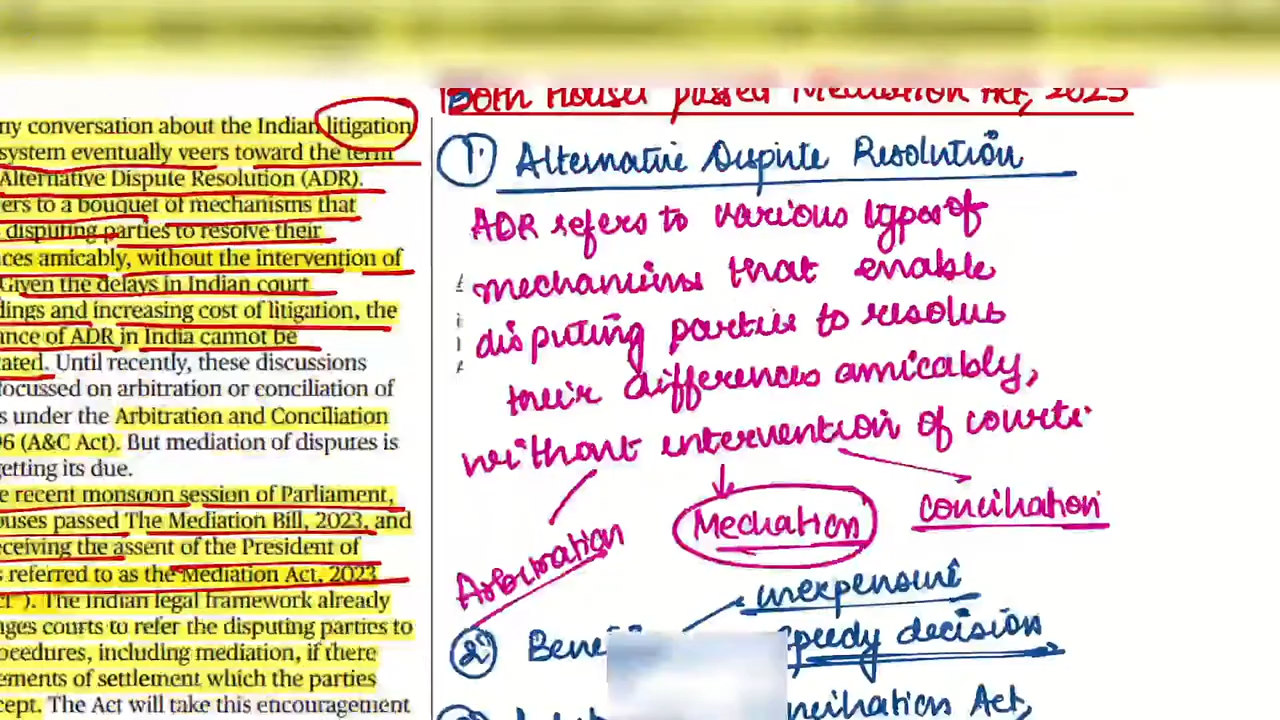 ny conversation about the Indian litigation
system eventually veers toward the term
Alternative Dispute Resolution (ADR).
ers to a bouquet of mechanisms that
disputing parties to resolve their
ces amicably, without the intervention of
Given the delays in Indian court
dings and increasing cost of litigation, the
ance of ADR in India cannot be
ated. Until recently, these discussions
focussed on arbitration or conciliation of
s under the Arbitration and Conciliation
96 (A&C Act). But mediation of disputes is
getting its due.
e recent monsoon session of Parliament,
ouses passed The Mediation Bill, 2023, and
eceiving the assent of the President of
s referred to as the Mediation Act, 2023
ct"). The Indian legal framework already
ages courts to refer the disputing parties to
ocedures, including mediation, if there
ements of settlement which the parties
cept. The Act will take this encouragement
Both Houses passed Mediation Act, 2023
1. Alternative Dispute Resolution
ADR refers to various types of
mechanisms that enable
disputing parties to resolve
their differences amicably,
without intervention of courts.
Arbitration Mediation Conciliation
inexpensive
2) Bene speedy decision
nciliation Act,